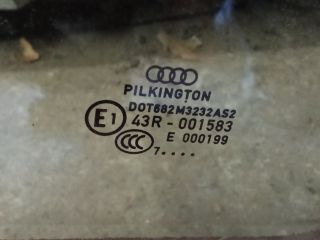 PILKINGTON
DOT682M3232AS2
E1 43R - 001583
CCC E 000199
7....